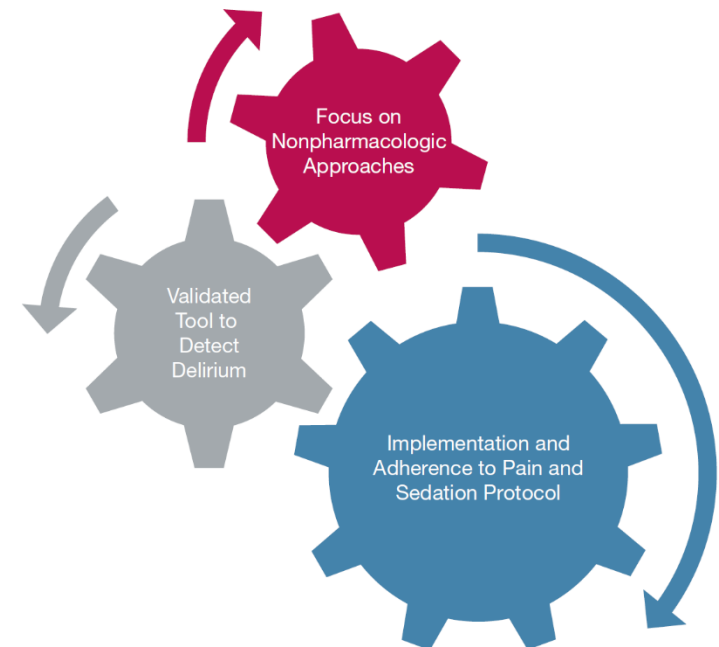 Focus on
Nonpharmacologic
Approaches
Validated
Tool to
Detect
Delirium
Implementation and
Adherence to Pain and
Sedation Protocol